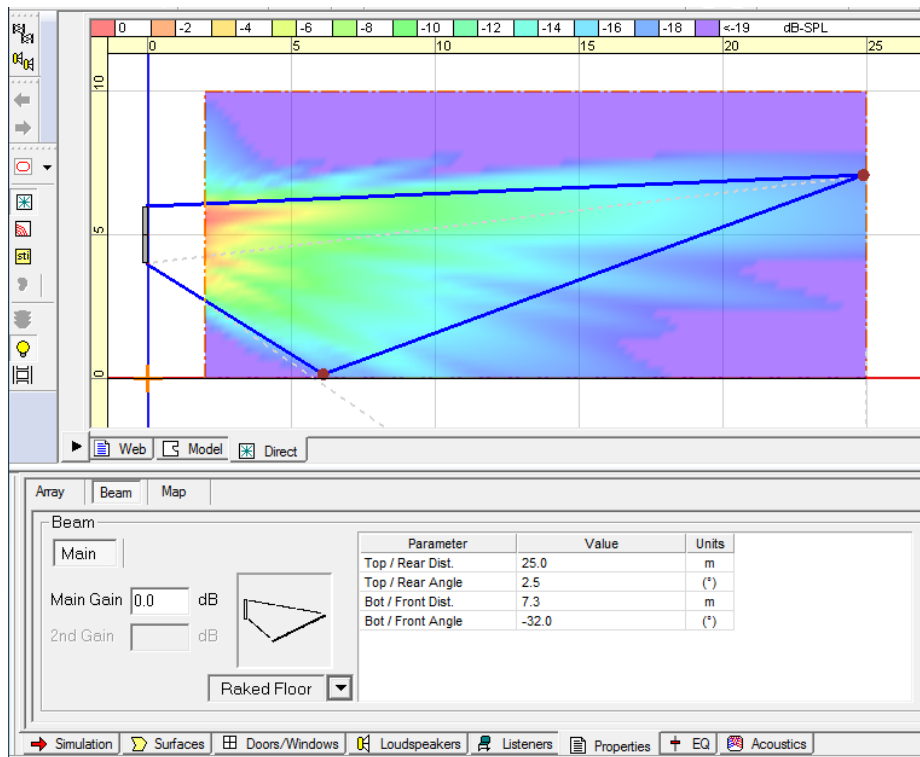 0 -2 -4 -6 -8 -10 -12 -14 -16 -18 <-19 dB-SPL
0 5 10 15 20 25
10
5
0
sti
Web Model Direct
Array Beam Map
Beam
Main
Main Gain 0.0 dB
2nd Gain dB
Raked Floor
Parameter Value Units
Top / Rear Dist. 25.0 m
Top / Rear Angle 2.5 (°)
Bot / Front Dist. 7.3 m
Bot / Front Angle -32.0 (°)
Simulation Surfaces Doors/Windows Loudspeakers Listeners Properties EQ Acoustics